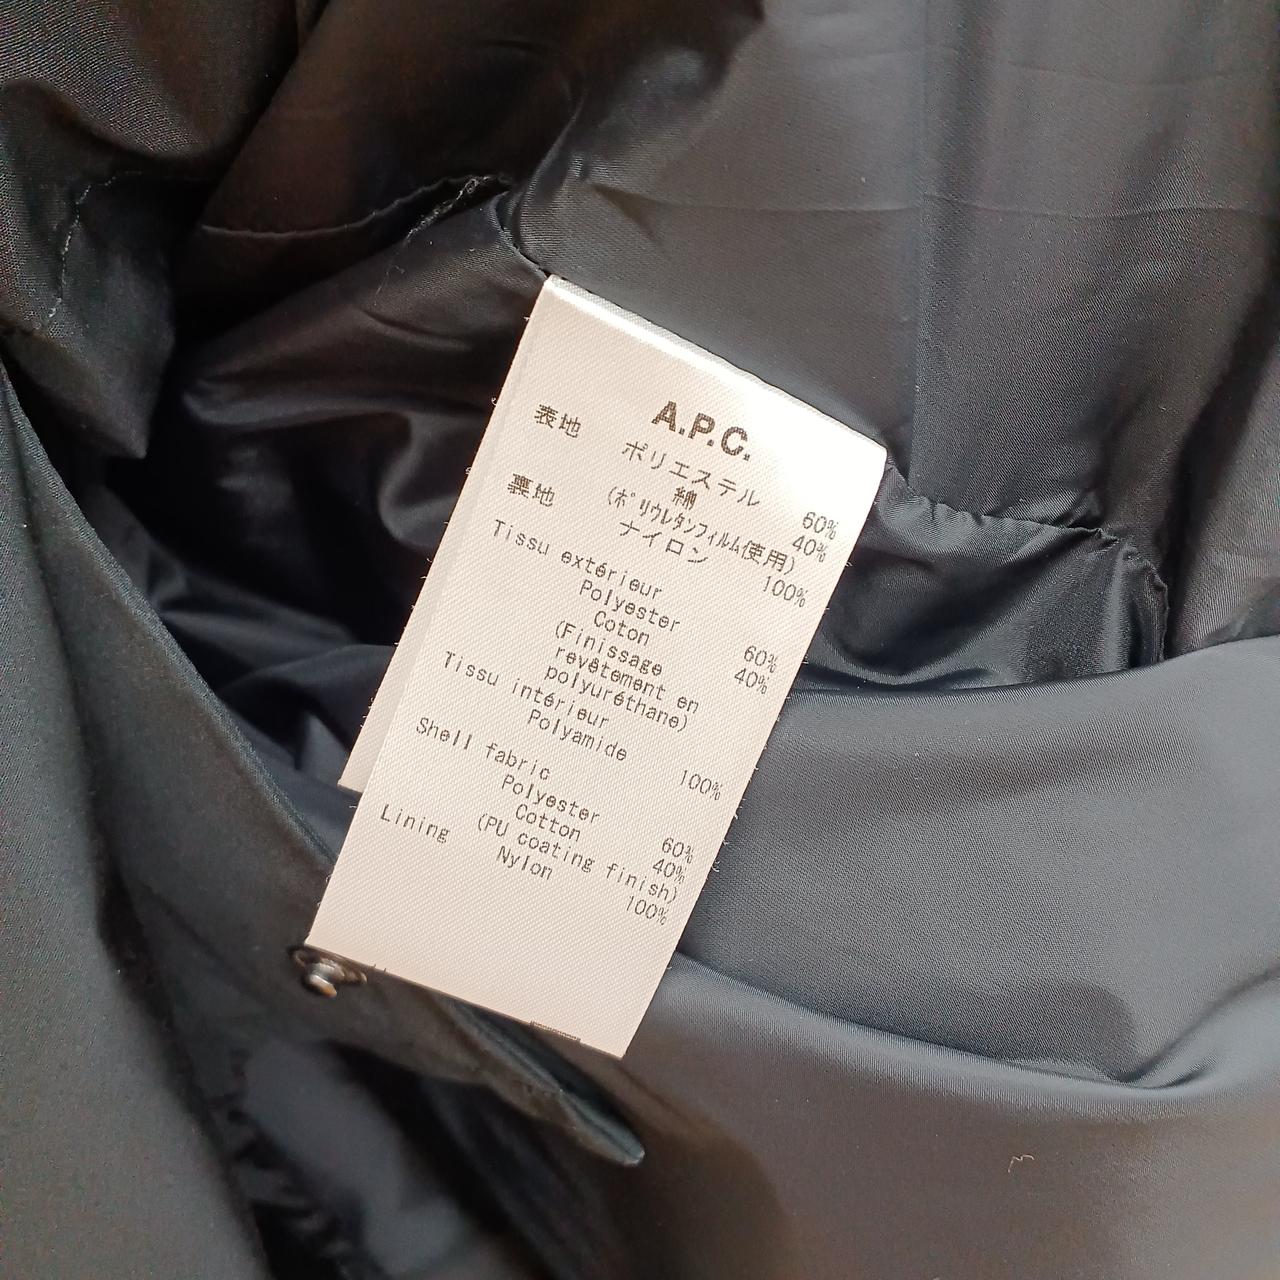 A.P.C.
表地
ポリエステル 60%
綿 40%
(ポリウレタンフィルム使用)
裏地
ナイロン 100%
Tissu extérieur
Polyester 60%
Coton 40%
(Finissage
revêtement en
polyuréthane)
Tissu intérieur
Polyamide 100%
Shell fabric
Polyester 60%
Cotton 40%
(PU coating finish)
Lining
Nylon 100%